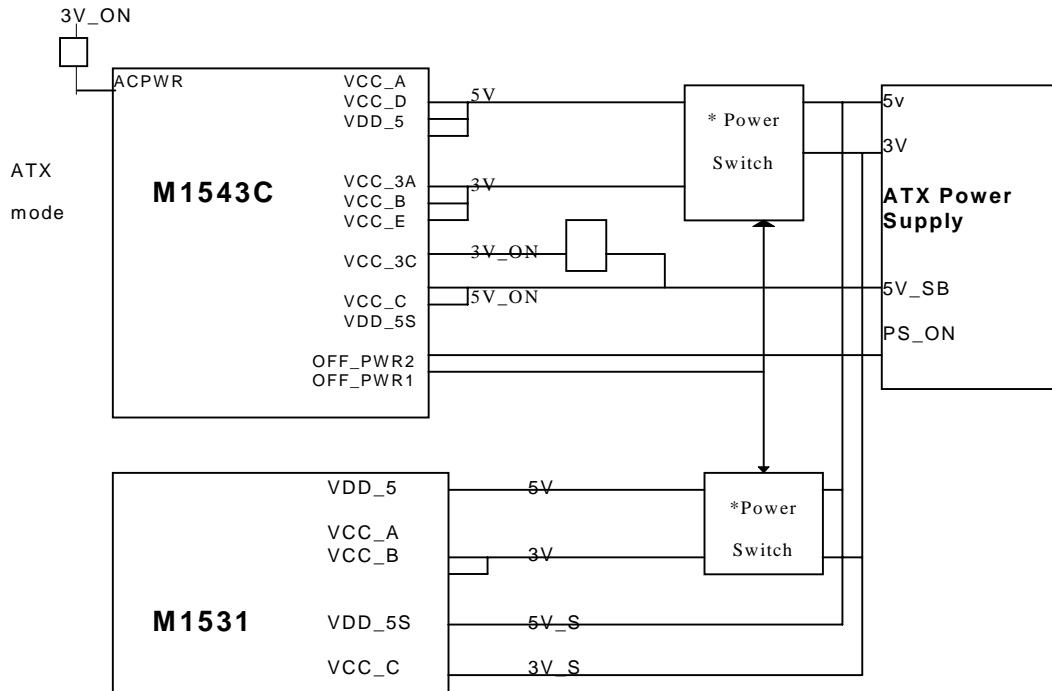 3V_ON
ACPWR
ATX
mode
M1543C
VCC_A
VCC_D
VDD_5
5V
VCC_3A
VCC_B
VCC_E
3V
VCC_3C
3V_ON
VCC_C
VDD_5S
5V_ON
OFF_PWR2
OFF_PWR1
* Power
Switch
5v
3V
ATX Power
Supply
5V_SB
PS_ON
M1531
VDD_5
5V
VCC_A
VCC_B
3V
VDD_5S
5V_S
VCC_C
3V_S
*Power
Switch